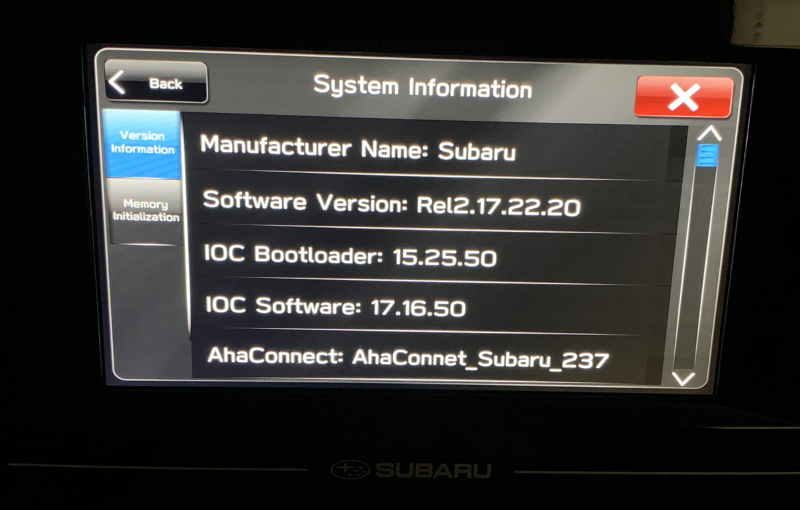 Back
System Information
Version
Information
Memory
Initialization
Manufacturer Name: Subaru
Software Version: Rel2.17.22.20
IOC Bootloader: 15.25.50
IOC Software: 17.16.50
AhaConnect: AhaConnet_Subaru_237
SUBARU